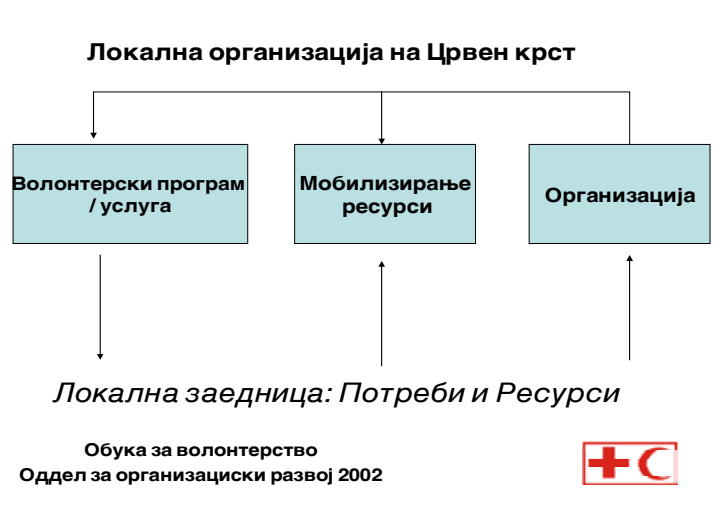 Локална организација на Црвен крст
Волонтерски програм
/ услуга
Мобилизирање
ресурси
Организација
Локална заедница: Потреби и Ресурси
Обука за волонтерство
Оддел за организациски развој 2002